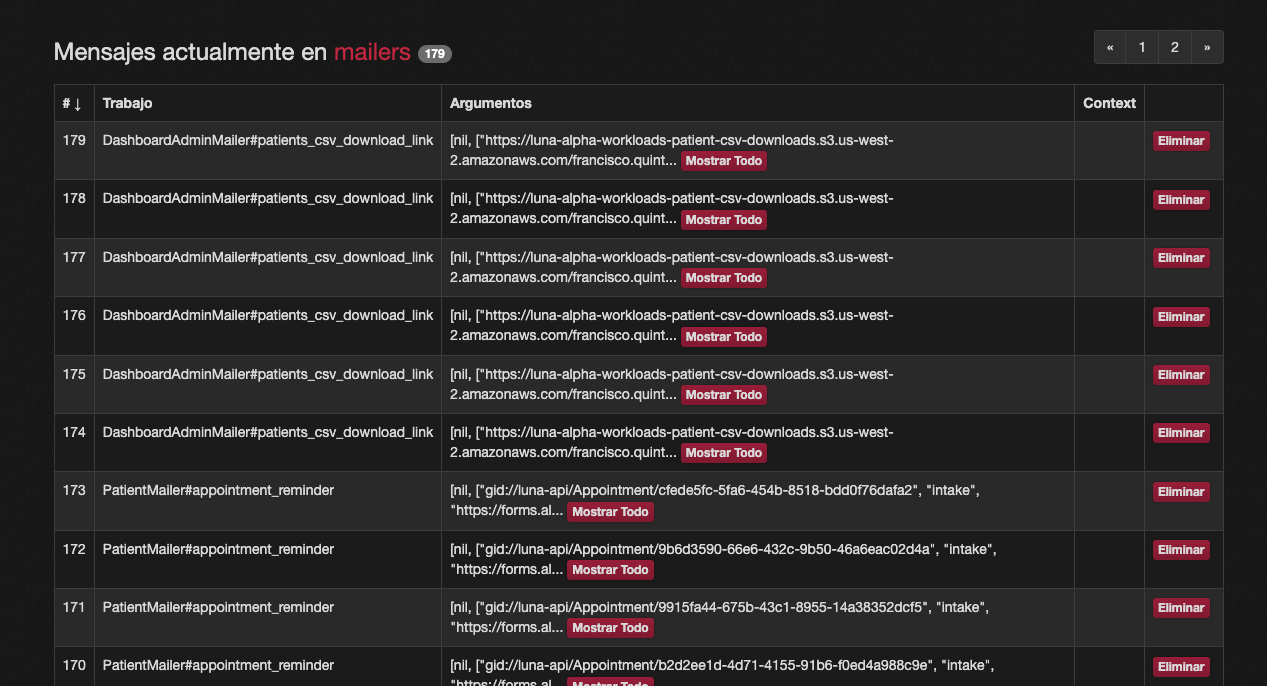 Mensajes actualmente en mailers 179
« 1 2 »
# ↓ Trabajo Argumentos Context
179 DashboardAdminMailer#patients_csv_download_link [nil, ["https://luna-alpha-workloads-patient-csv-downloads.s3.us-west-
2.amazonaws.com/francisco.quint... Mostrar Todo
Eliminar
178 DashboardAdminMailer#patients_csv_download_link [nil, ["https://luna-alpha-workloads-patient-csv-downloads.s3.us-west-
2.amazonaws.com/francisco.quint... Mostrar Todo
Eliminar
177 DashboardAdminMailer#patients_csv_download_link [nil, ["https://luna-alpha-workloads-patient-csv-downloads.s3.us-west-
2.amazonaws.com/francisco.quint... Mostrar Todo
Eliminar
176 DashboardAdminMailer#patients_csv_download_link [nil, ["https://luna-alpha-workloads-patient-csv-downloads.s3.us-west-
2.amazonaws.com/francisco.quint... Mostrar Todo
Eliminar
175 DashboardAdminMailer#patients_csv_download_link [nil, ["https://luna-alpha-workloads-patient-csv-downloads.s3.us-west-
2.amazonaws.com/francisco.quint... Mostrar Todo
Eliminar
174 DashboardAdminMailer#patients_csv_download_link [nil, ["https://luna-alpha-workloads-patient-csv-downloads.s3.us-west-
2.amazonaws.com/francisco.quint... Mostrar Todo
Eliminar
173 PatientMailer#appointment_reminder [nil, ["gid://luna-api/Appointment/cfede5fc-5fa6-454b-8518-bdd0f76dafa2", "intake",
"https://forms.al... Mostrar Todo
Eliminar
172 PatientMailer#appointment_reminder [nil, ["gid://luna-api/Appointment/9b6d3590-66e6-432c-9b50-46a6eac02d4a", "intake",
"https://forms.al... Mostrar Todo
Eliminar
171 PatientMailer#appointment_reminder [nil, ["gid://luna-api/Appointment/9915fa44-675b-43c1-8955-14a38352dcf5", "intake",
"https://forms.al... Mostrar Todo
Eliminar
170 PatientMailer#appointment_reminder [nil, ["gid://luna-api/Appointment/b2d2ee1d-4d71-4155-91b6-f0ed4a988c9e", "intake",
"https://forms.al... Mostrar Todo
Eliminar